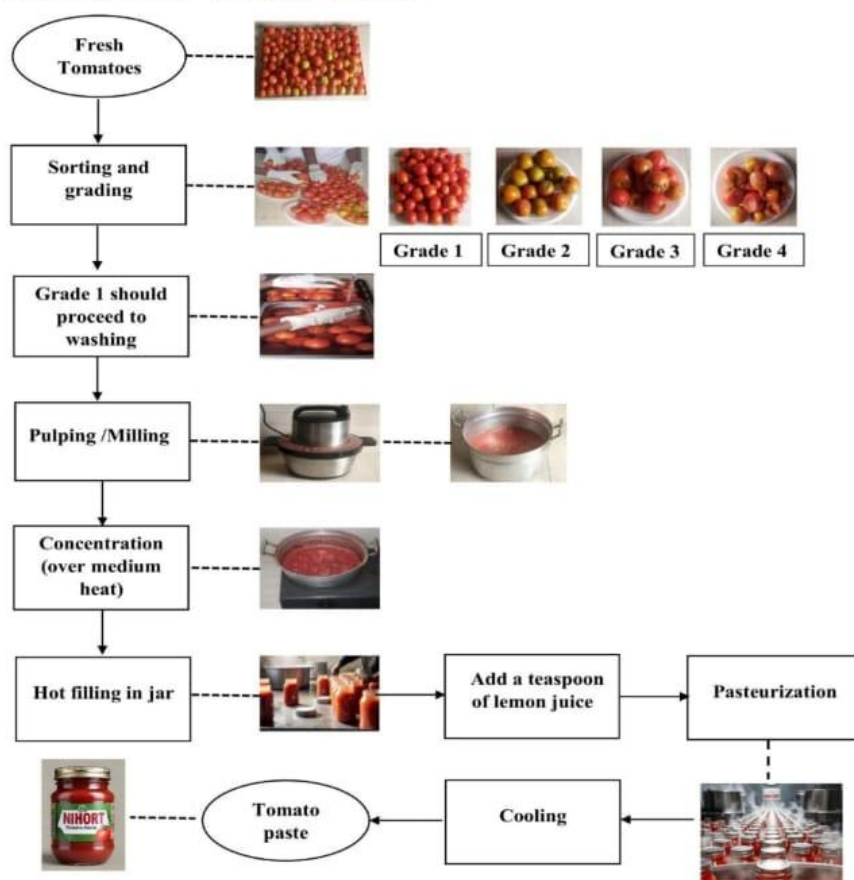 Fresh
Tomatoes
Sorting and
grading
Grade 1
Grade 2
Grade 3
Grade 4
Grade 1 should
proceed to
washing
Pulping /Milling
Concentration
(over medium
heat)
Hot filling in jar
Add a teaspoon
of lemon juice
Pasteurization
NIHORT
Tomato
paste
Cooling